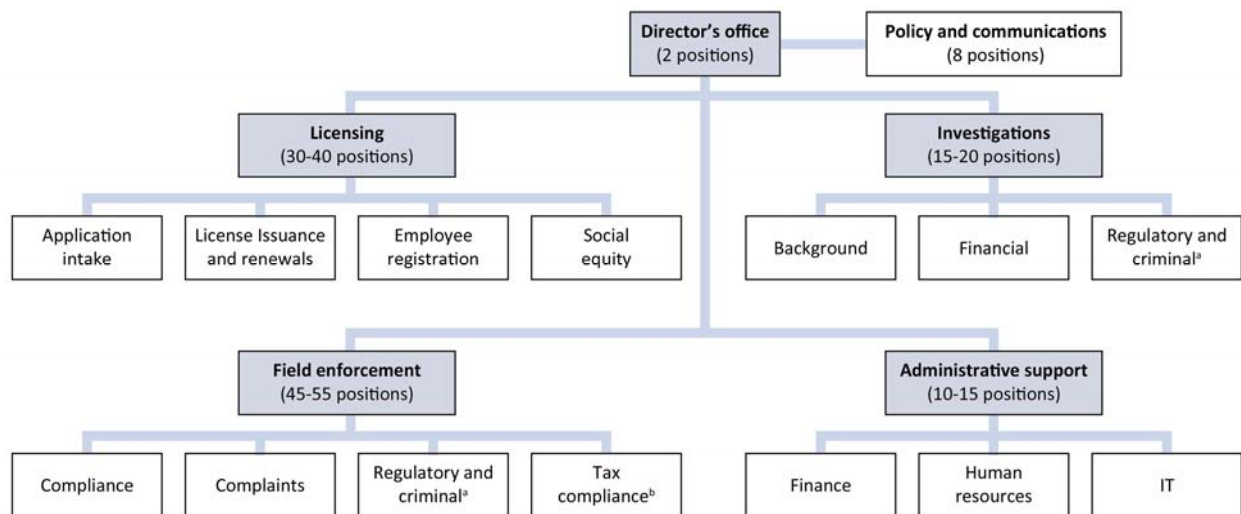 Director’s office
(2 positions)
Policy and communications
(8 positions)
Licensing
(30-40 positions)
Investigations
(15-20 positions)
Application
intake
License Issuance
and renewals
Employee
registration
Social
equity
Background
Financial
Regulatory and
criminalᵃ
Field enforcement
(45-55 positions)
Administrative support
(10-15 positions)
Compliance
Complaints
Regulatory and
criminalᵃ
Tax
complianceᵇ
Finance
Human
resources
IT